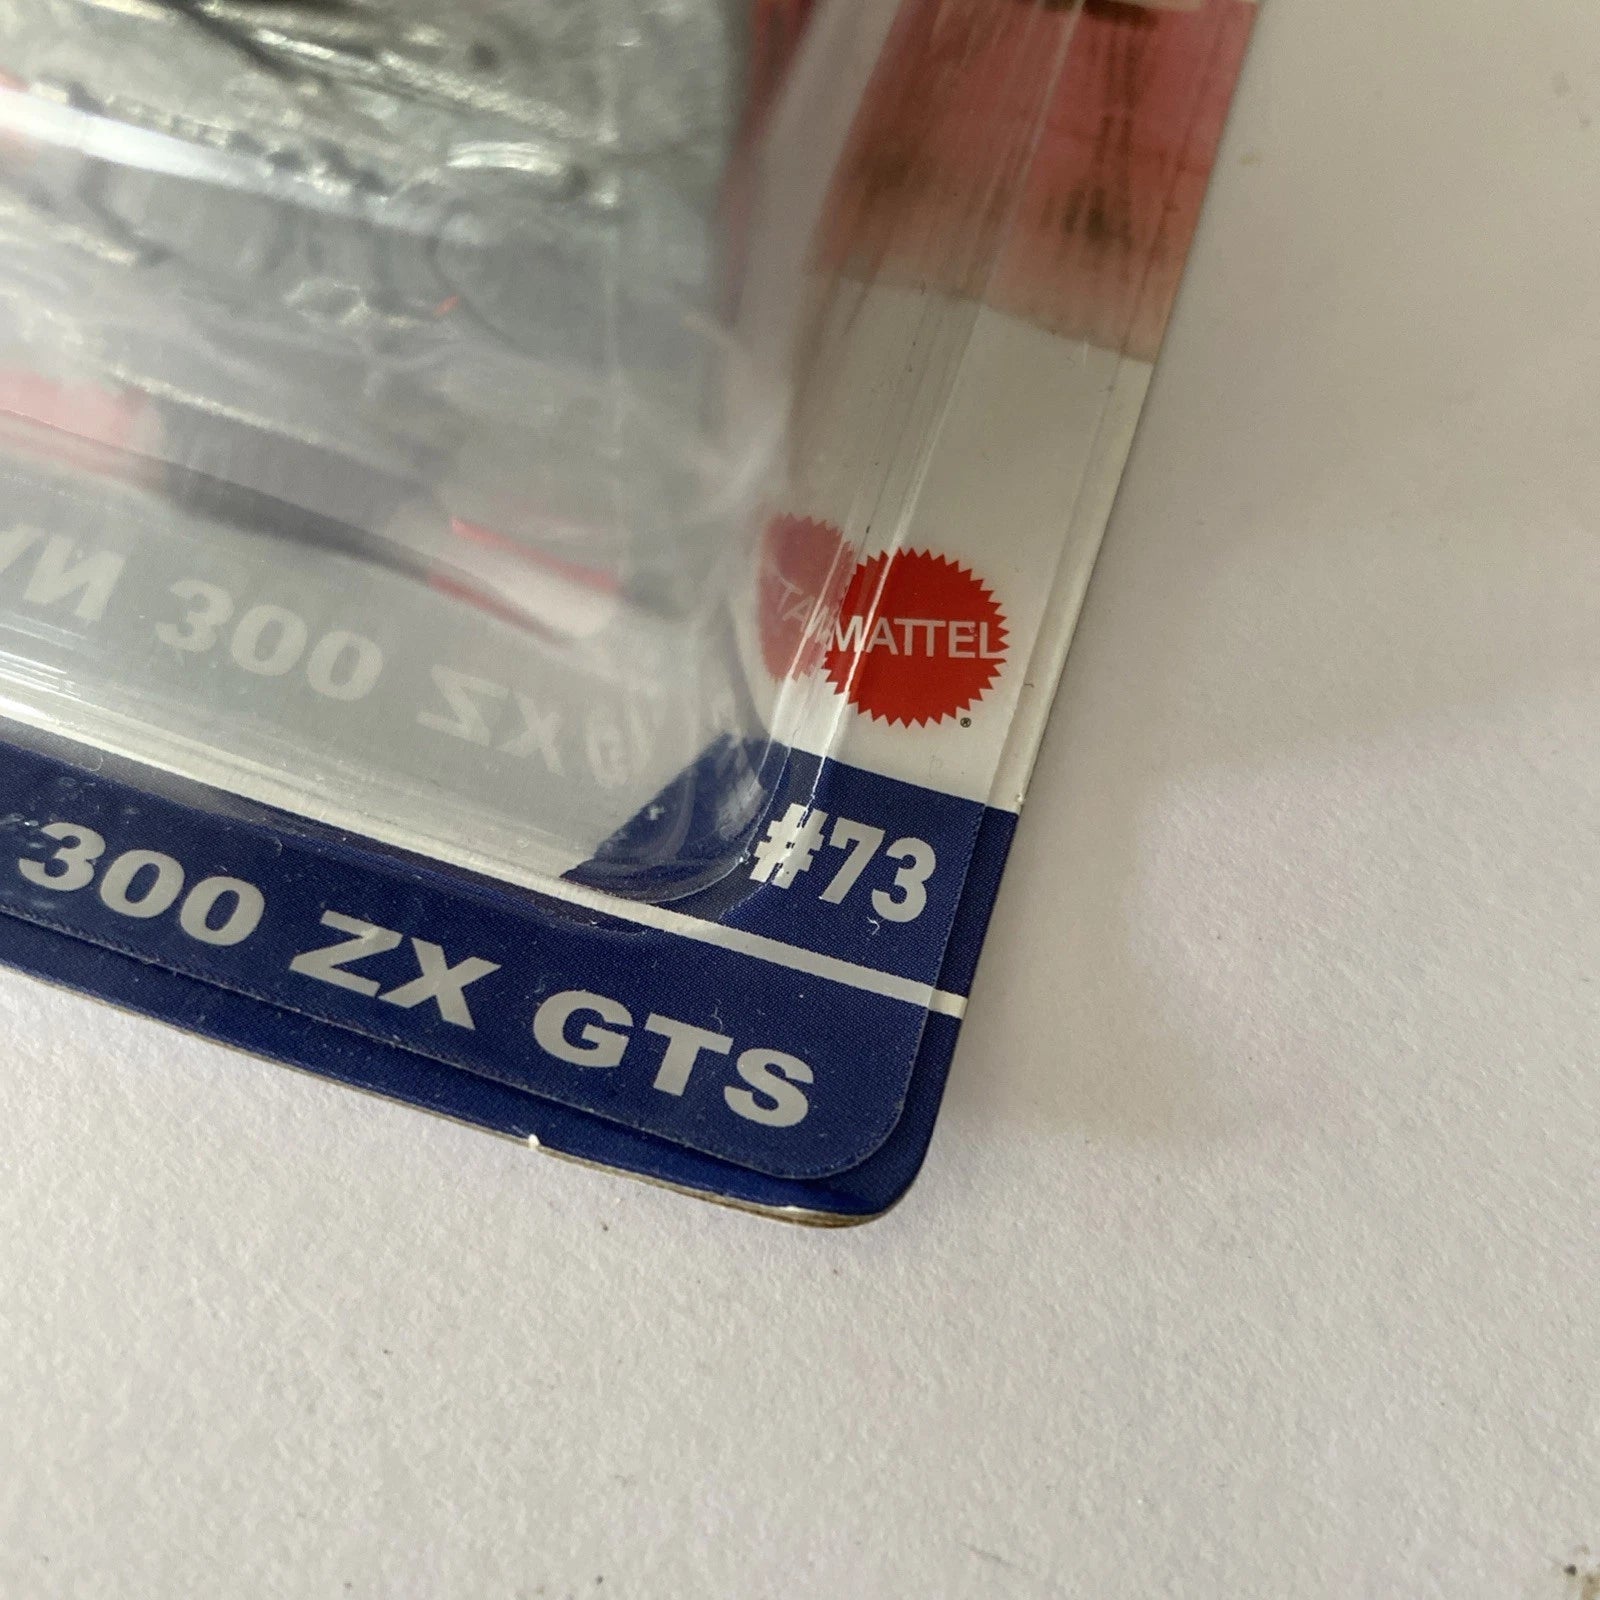 MATTEL
®
#73
300 ZX GTS